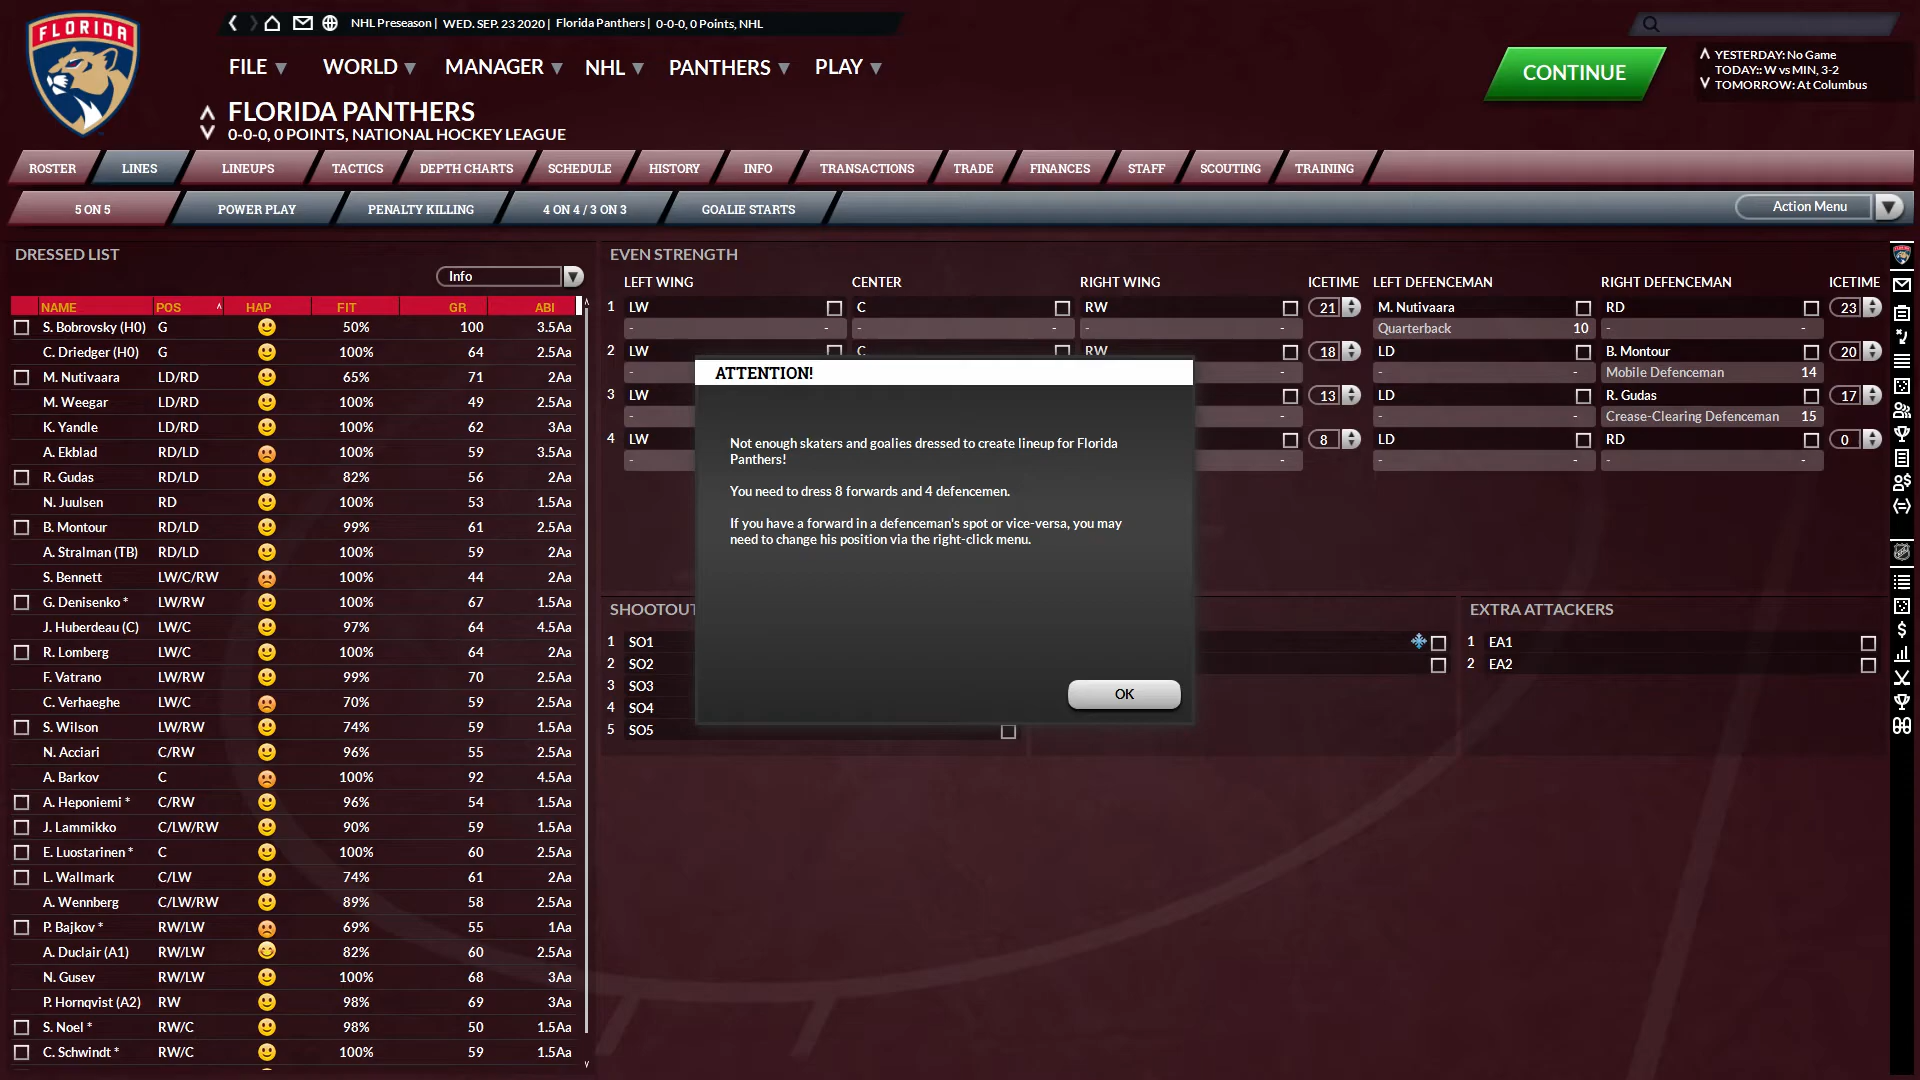 FLORIDA
NHL Preseason | WED. SEP. 23 2020 | Florida Panthers | 0-0-0, 0 Points, NHL
FILE WORLD MANAGER NHL PANTHERS PLAY
CONTINUE
YESTERDAY: No Game
TODAY:: W vs MIN, 3-2
TOMORROW: At Columbus
FLORIDA PANTHERS
0-0-0, 0 POINTS, NATIONAL HOCKEY LEAGUE
ROSTER LINES LINEUPS TACTICS DEPTH CHARTS SCHEDULE HISTORY INFO TRANSACTIONS TRADE FINANCES STAFF SCOUTING TRAINING
5 ON 5 POWER PLAY PENALTY KILLING 4 ON 4 / 3 ON 3 GOALIE STARTS Action Menu
DRESSED LIST
Info
NAME POS HAP FIT GR ABI
S. Bobrovsky (H0) G 50% 100 3.5Aa
C. Driedger (H0) G 100% 64 2.5Aa
M. Nutivaara LD/RD 65% 71 2Aa
M. Weegar LD/RD 100% 49 2.5Aa
K. Yandle LD/RD 100% 62 3Aa
A. Ekblad RD/LD 100% 59 3.5Aa
R. Gudas RD/LD 82% 56 2Aa
N. Juulsen RD 100% 53 1.5Aa
B. Montour RD/LD 99% 61 2.5Aa
A. Stralman (TB) RD/LD 100% 59 2Aa
S. Bennett LW/C/RW 100% 44 2Aa
G. Denisenko * LW/RW 100% 67 1.5Aa
J. Huberdeau (C) LW/C 97% 64 4.5Aa
R. Lomberg LW/C 100% 64 2Aa
F. Vatrano LW/RW 99% 70 2.5Aa
C. Verhaeghe LW/C 70% 59 2.5Aa
S. Wilson LW/RW 74% 59 1.5Aa
N. Acciari C/RW 96% 55 2.5Aa
A. Barkov C 100% 92 4.5Aa
A. Heponiemi * C/RW 96% 54 1.5Aa
J. Lammikko C/LW/RW 90% 59 1.5Aa
E. Luostarinen * C 100% 60 2.5Aa
L. Wallmark C/LW 74% 61 2Aa
A. Wennberg C/LW/RW 89% 58 2.5Aa
P. Bajkov * RW/LW 69% 55 1Aa
A. Duclair (A1) RW/LW 82% 60 2.5Aa
N. Gusev RW/LW 100% 68 3Aa
P. Hornqvist (A2) RW 98% 69 3Aa
S. Noel * RW/C 98% 50 1.5Aa
C. Schwindt * RW/C 100% 59 1.5Aa
EVEN STRENGTH
LEFT WING CENTER RIGHT WING ICETIME LEFT DEFENCEMAN RIGHT DEFENCEMAN ICETIME
1 LW C RW 21 M. Nutivaara RD 23
- - - - - - Quarterback 10 - -
2 LW C RW 18 LD B. Montour 20
- - - - Mobile Defenceman 14
3 LW 13 LD R. Gudas 17
- - - - Crease-Clearing Defenceman 15
4 LW 8 LD RD 0
- - - - - -
ATTENTION!
Not enough skaters and goalies dressed to create lineup for Florida
Panthers!
You need to dress 8 forwards and 4 defencemen.
If you have a forward in a defenceman's spot or vice-versa, you may
need to change his position via the right-click menu.
OK
SHOOTOUT
1 SO1
2 SO2
3 SO3
4 SO4
5 SO5
EXTRA ATTACKERS
1 EA1
2 EA2